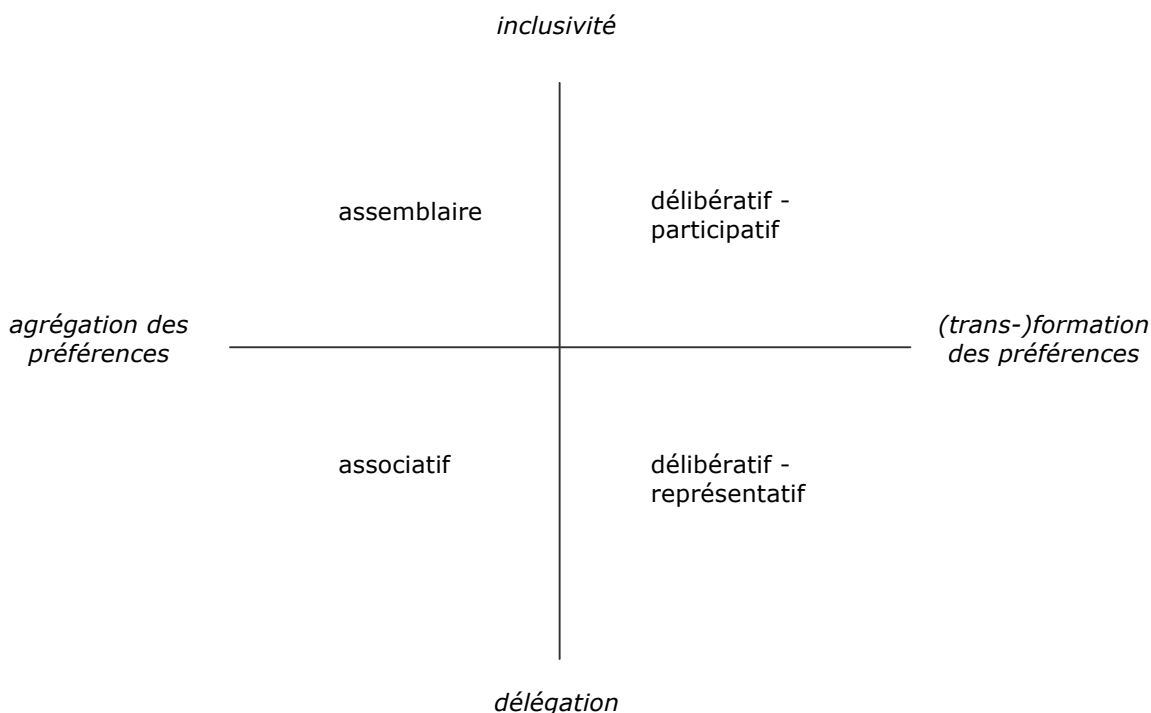 inclusivité
assemblaire
délibératif -
participatif
agrégation des
préférences
(trans-)formation
des préférences
associatif
délibératif -
représentatif
délégation